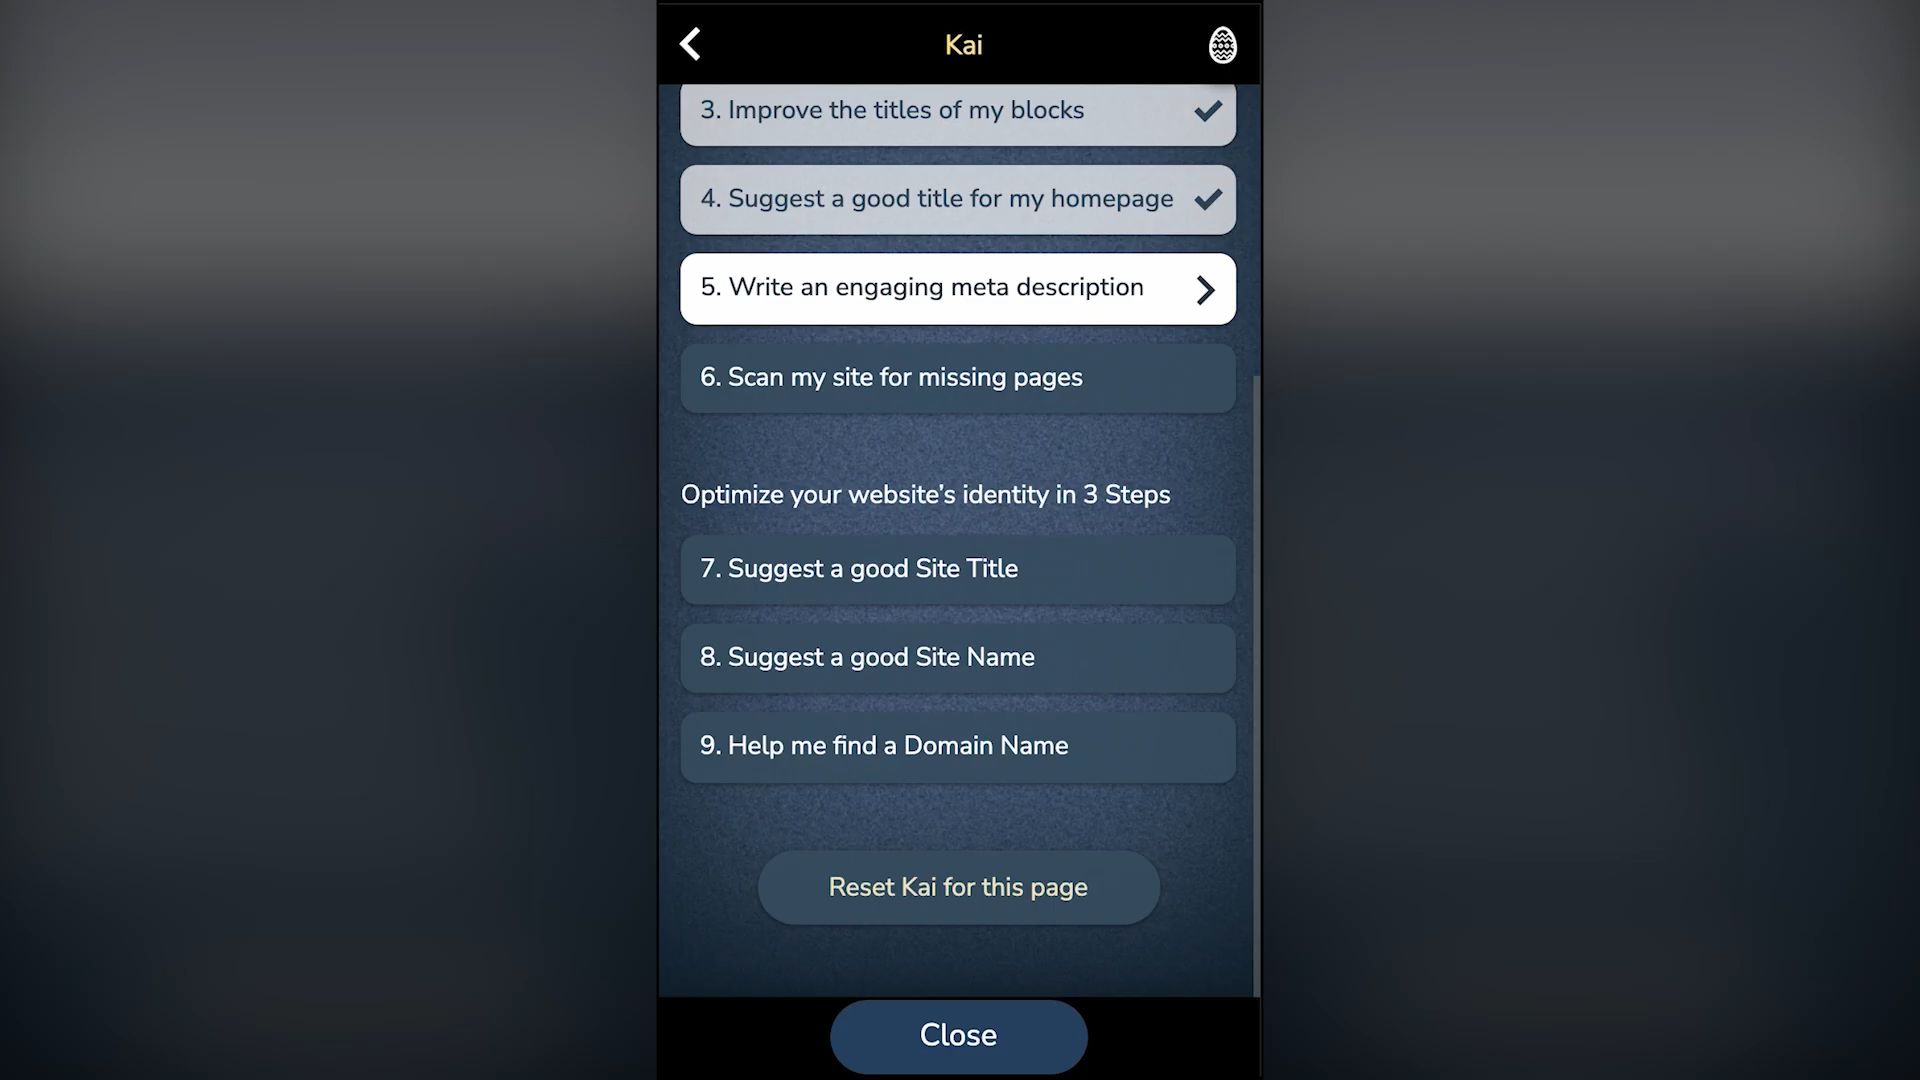 Kai
3. Improve the titles of my blocks
4. Suggest a good title for my homepage
5. Write an engaging meta description
6. Scan my site for missing pages
Optimize your website’s identity in 3 Steps
7. Suggest a good Site Title
8. Suggest a good Site Name
9. Help me find a Domain Name
Reset Kai for this page
Close